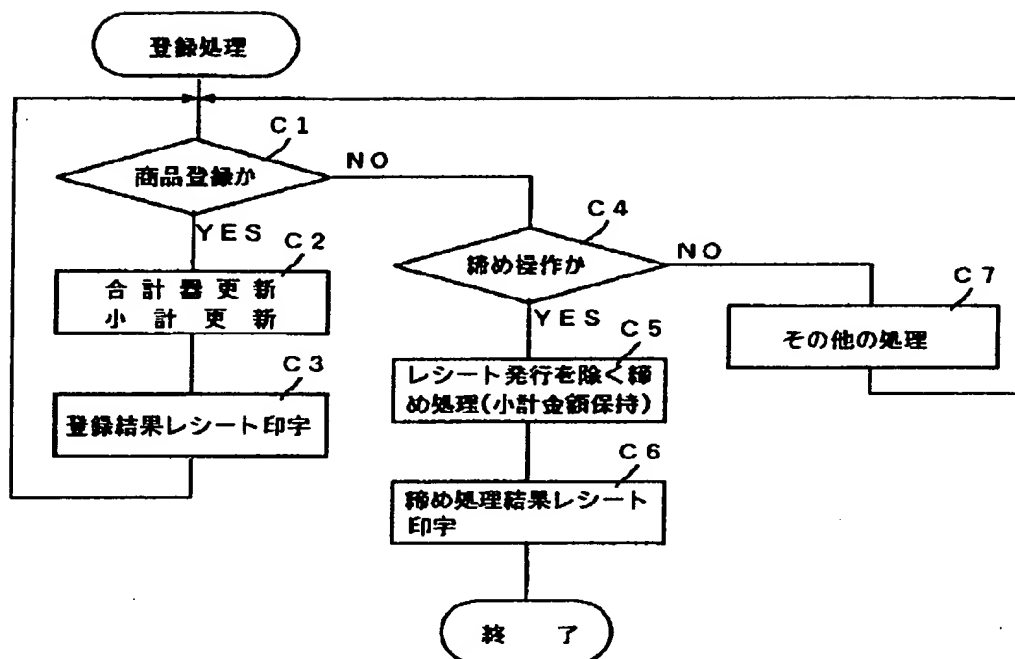 登録処理
C1
商品登録か
NO
YES
C2
合計器更新
小計更新
C3
登録結果レシート印字
C4
締め操作か
NO
YES
C5
レシート発行を除く締
め処理(小計金額保持)
C6
締め処理結果レシート
印字
C7
その他の処理
終了